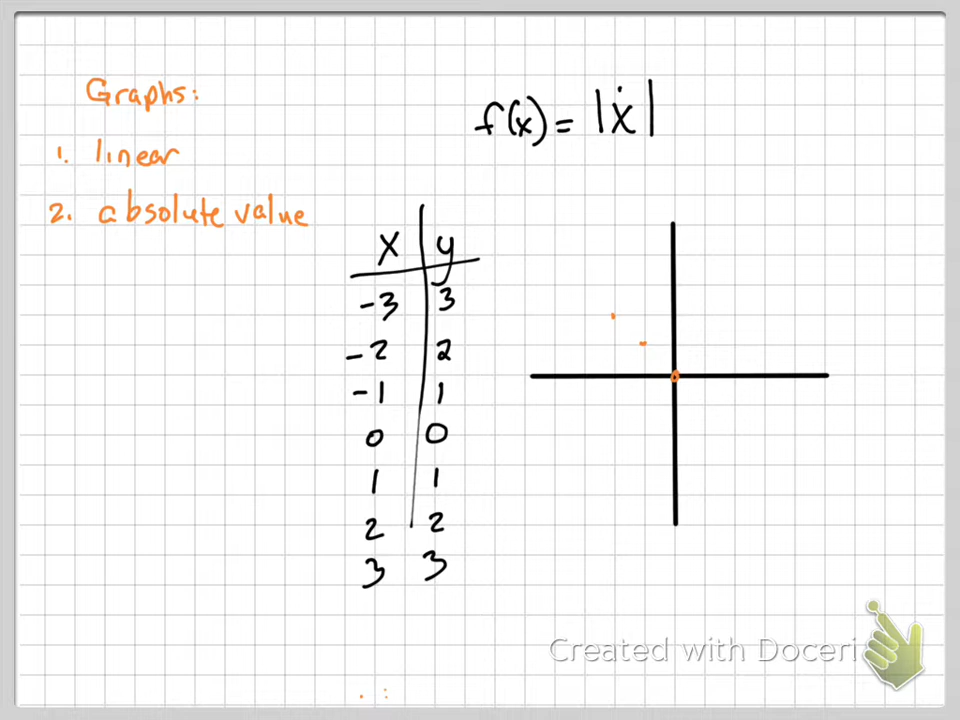 Graphs:
1. linear
2. absolute value
f(x) = |x|
x y
-3 3
-2 2
-1 1
0 0
1 1
2 2
3 3
Created with Doceri